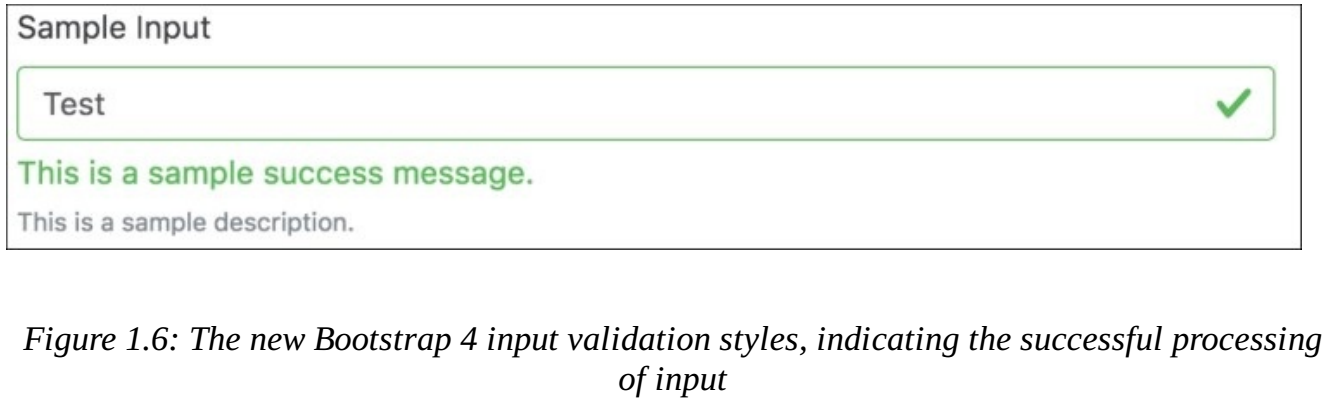 Sample Input
Test
This is a sample success message.
This is a sample description.
Figure 1.6: The new Bootstrap 4 input validation styles, indicating the successful processing
of input